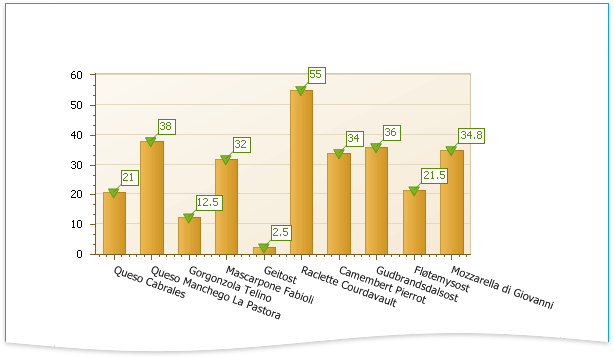 60
50
40
30
20
10
0
21
38
12.5
32
2.5
55
34
36
21.5
34.8
Queso Cabrales
Queso Manchego La Pastora
Gorgonzola Telino
Mascarpone Fabioli
Geitost
Raclette Courdavault
Camembert Pierrot
Gudbrandsdalsost
Fløtemysost
Mozzarella di Giovanni